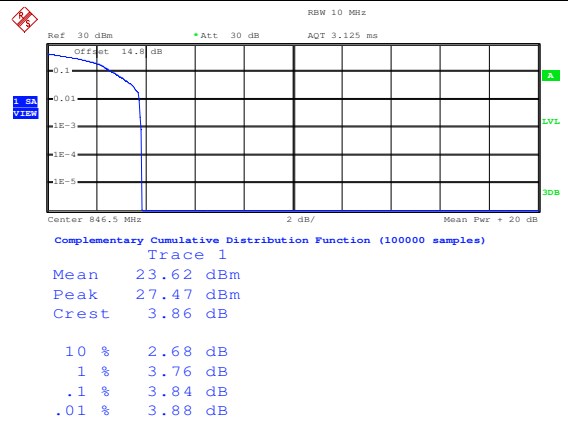 RBW 10 MHz
Ref 30 dBm *Att 30 dB AQT 3.125 ms
Offset 14.8 dB
0.1
A
0.01
1 SA
VIEW
1E-3
LVL
1E-4
1E-5
3DB
Center 846.5 MHz 2 dB/ Mean Pwr + 20 dB
Complementary Cumulative Distribution Function (100000 samples)
Trace 1
Mean 23.62 dBm
Peak 27.47 dBm
Crest 3.86 dB
10 % 2.68 dB
1 % 3.76 dB
.1 % 3.84 dB
.01 % 3.88 dB